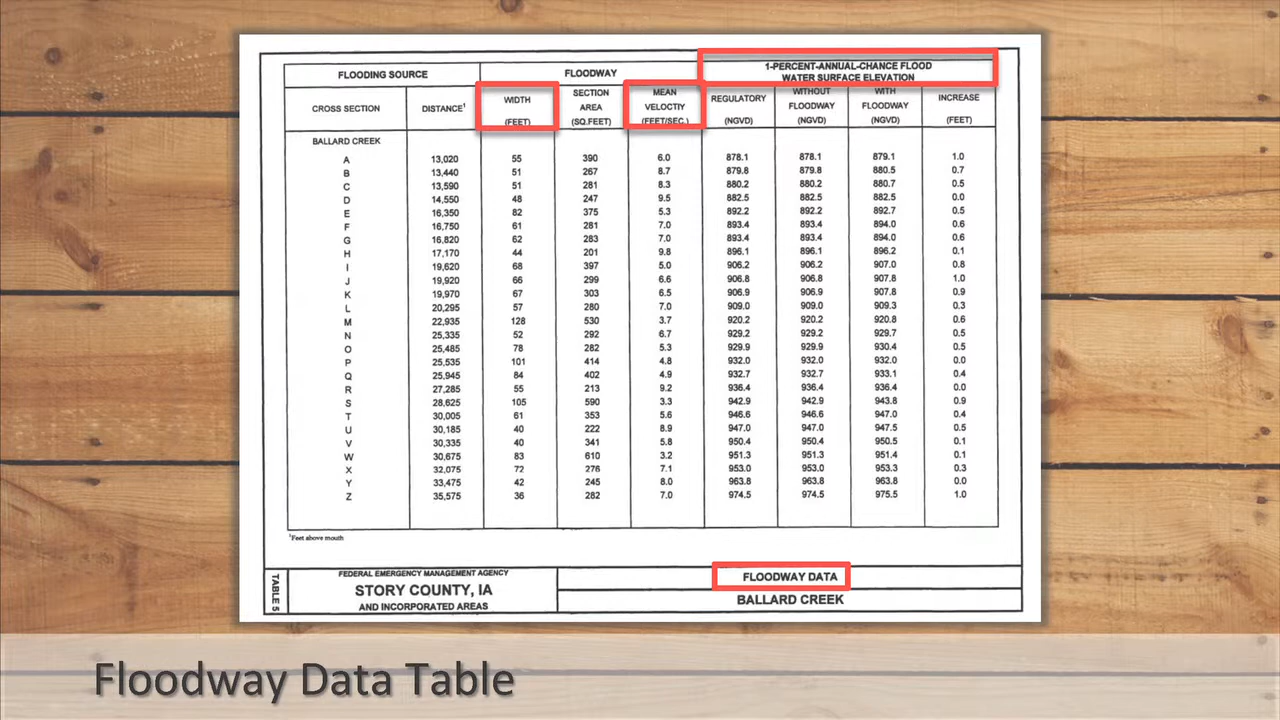 FLOODING SOURCE FLOODWAY 1-PERCENT-ANNUAL-CHANCE FLOOD
WATER SURFACE ELEVATION
CROSS SECTION DISTANCE¹ WIDTH (FEET) SECTION AREA (SQ.FEET) MEAN VELOCTIY (FEET/SEC.) REGULATORY (NGVD) WITHOUT FLOODWAY (NGVD) WITH FLOODWAY (NGVD) INCREASE (FEET)
BALLARD CREEK
A 13,020 55 390 6.0 878.1 878.1 879.1 1.0
B 13,440 51 267 8.7 879.8 879.8 880.5 0.7
C 13,590 51 281 8.3 880.2 880.2 880.7 0.5
D 14,550 48 247 9.5 882.5 882.5 882.5 0.0
E 16,350 82 375 5.3 892.2 892.2 892.7 0.5
F 16,750 61 281 7.0 893.4 893.4 894.0 0.6
G 16,820 62 283 7.0 893.4 893.4 894.0 0.6
H 17,170 44 201 9.8 896.1 896.1 896.2 0.1
I 19,620 68 397 5.0 906.2 906.2 907.0 0.8
J 19,920 66 299 6.6 906.8 906.8 907.8 1.0
K 19,970 67 303 6.5 906.9 906.9 907.8 0.9
L 20,295 57 280 7.0 909.0 909.0 909.3 0.3
M 22,935 128 530 3.7 920.2 920.2 920.8 0.6
N 25,335 52 292 6.7 929.2 929.2 929.7 0.5
O 25,485 78 282 5.3 929.9 929.9 930.4 0.5
P 25,535 101 414 4.8 932.0 932.0 932.0 0.0
Q 25,945 84 402 4.9 932.7 932.7 933.1 0.4
R 27,285 55 213 9.2 936.4 936.4 936.4 0.0
S 28,625 105 590 3.3 942.9 942.9 943.8 0.9
T 30,005 61 353 5.6 946.6 946.6 947.0 0.4
U 30,185 40 222 8.9 947.0 947.0 947.5 0.5
V 30,335 40 341 5.8 950.4 950.4 950.5 0.1
W 30,675 83 610 3.2 951.3 951.3 951.4 0.1
X 32,075 72 276 7.1 953.0 953.0 953.3 0.3
Y 33,475 42 245 8.0 963.8 963.8 963.8 0.0
Z 35,575 36 282 7.0 974.5 974.5 975.5 1.0
¹Feet above mouth
TABLE 5
FEDERAL EMERGENCY MANAGEMENT AGENCY
STORY COUNTY, IA
AND INCORPORATED AREAS
FLOODWAY DATA
BALLARD CREEK
Floodway Data Table